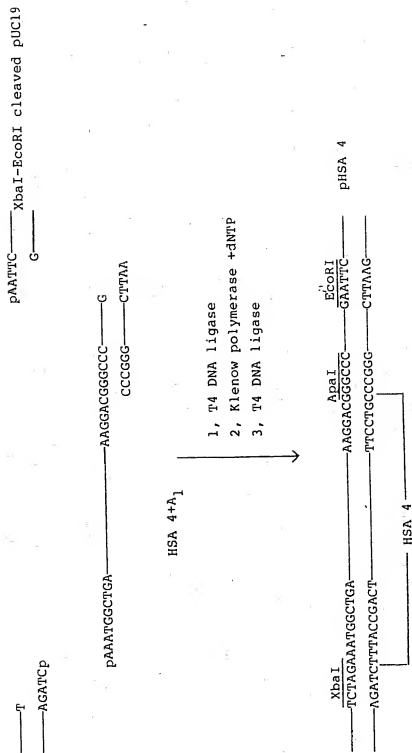 T
AGATCp
pAATTC XbaI-EcoRI cleaved pUC19
G
pAAATGGCTGA AAGGACGGGCCC G
CCCGGG CTTAA
HSA 4+A1
1, T4 DNA ligase
2, Klenow polymerase +dNTP
3, T4 DNA ligase
XbaI ApaI EcoRI
TCTAGAAATGGCTGA AAGGACGGGCCC GAATTC pHSA 4
AGATCTTTACCGACT TTCCTGCCCGGG CTTAAG
HSA 4